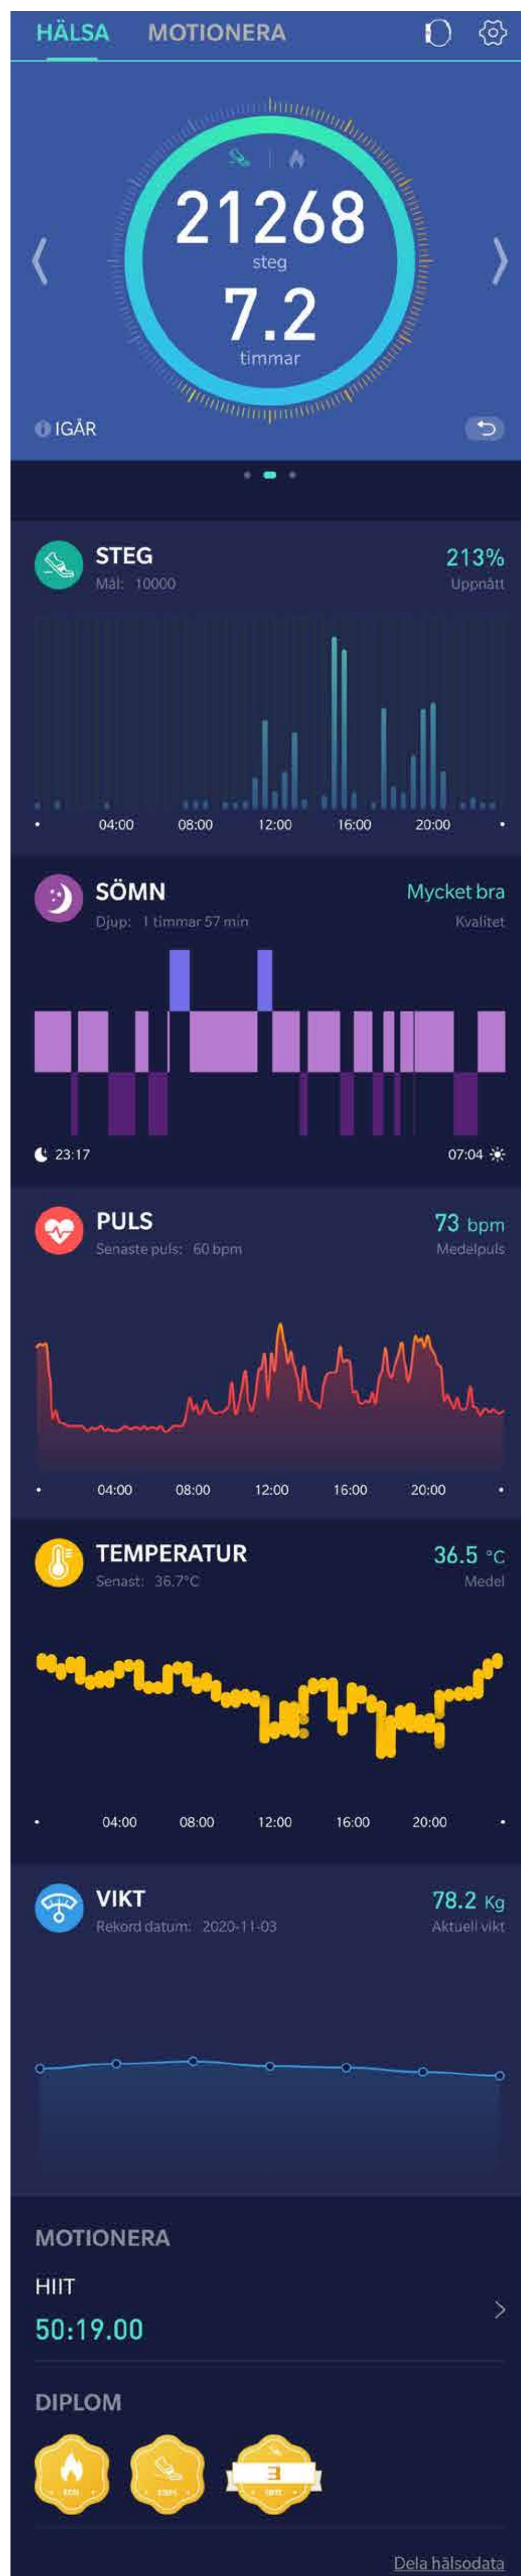 HÄLSA MOTIONERA
21268
steg
7.2
timmar
IGÅR
STEG 213%
Mål: 10000 Uppnått
04:00 08:00 12:00 16:00 20:00
SÖMN Mycket bra
Djup: 1 timmar 57 min Kvalitet
23:17 07:04
PULS 73 bpm
Senaste puls: 60 bpm Medelpuls
04:00 08:00 12:00 16:00 20:00
TEMPERATUR 36.5 °C
Senast: 36.7°C Medel
04:00 08:00 12:00 16:00 20:00
VIKT 78.2 Kg
Rekord datum: 2020-11-03 Aktuell vikt
MOTIONERA
HIIT
50:19.00
DIPLOM
3
Dela hälsodata